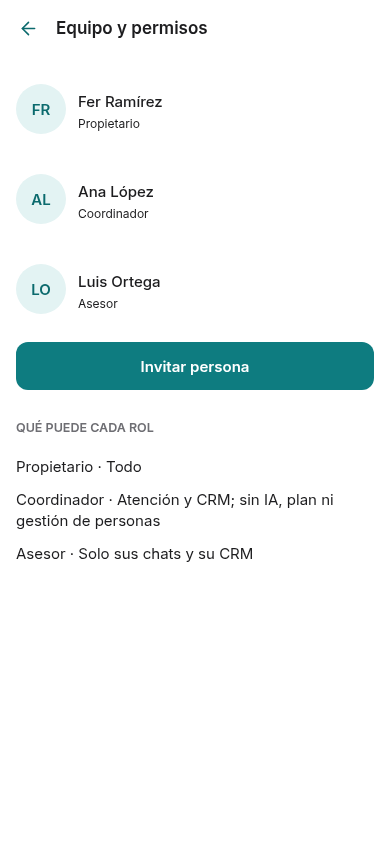 Equipo y permisos
FR
Fer Ramírez
Propietario
AL
Ana López
Coordinador
LO
Luis Ortega
Asesor
Invitar persona
QUÉ PUEDE CADA ROL
Propietario · Todo
Coordinador · Atención y CRM; sin IA, plan ni
gestión de personas
Asesor · Solo sus chats y su CRM